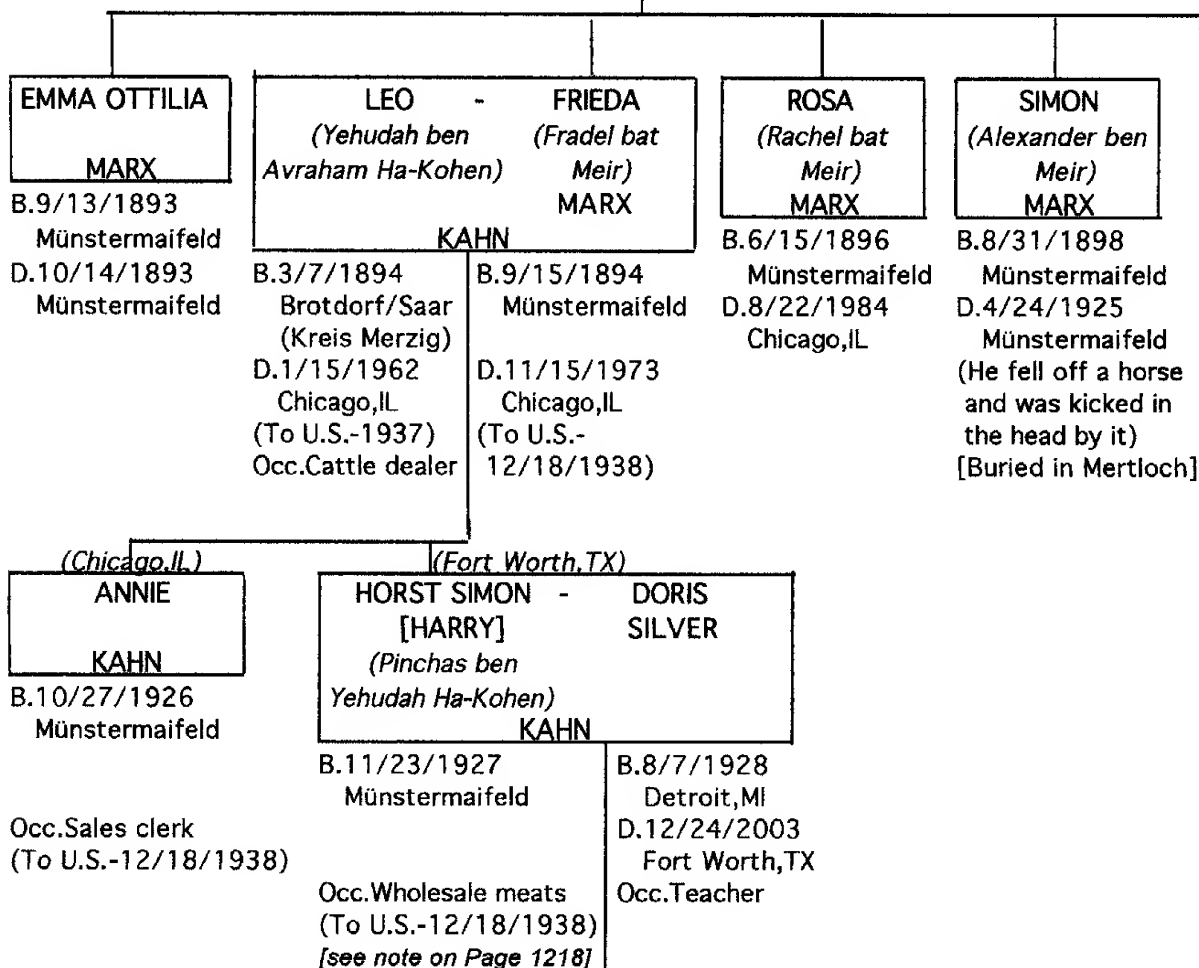 EMMA OTTILIA
MARX
B.9/13/1893
Münstermaifeld
D.10/14/1893
Münstermaifeld
LEO - FRIEDA
(Yehudah ben (Fradel bat
Avraham Ha-Kohen) Meir)
MARX
KAHN
B.3/7/1894
Brotdorf/Saar
(Kreis Merzig)
D.1/15/1962
Chicago,IL
(To U.S.-1937)
Occ.Cattle dealer
B.9/15/1894
Münstermaifeld
D.11/15/1973
Chicago,IL
(To U.S.-
12/18/1938)
ROSA
(Rachel bat
Meir)
MARX
B.6/15/1896
Münstermaifeld
D.8/22/1984
Chicago,IL
SIMON
(Alexander ben
Meir)
MARX
B.8/31/1898
Münstermaifeld
D.4/24/1925
Münstermaifeld
(He fell off a horse
and was kicked in
the head by it)
[Buried in Mertloch]
(Chicago,IL)
ANNIE
KAHN
B.10/27/1926
Münstermaifeld
Occ.Sales clerk
(To U.S.-12/18/1938)
(Fort Worth,TX)
HORST SIMON - DORIS
[HARRY] SILVER
(Pinchas ben
Yehudah Ha-Kohen)
KAHN
B.11/23/1927
Münstermaifeld
Occ.Wholesale meats
(To U.S.-12/18/1938)
[see note on Page 1218]
B.8/7/1928
Detroit,MI
D.12/24/2003
Fort Worth,TX
Occ.Teacher